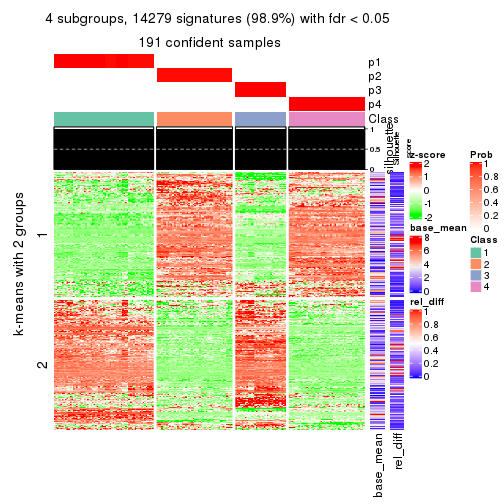 4 subgroups, 14279 signatures (98.9%) with fdr < 0.05
191 confident samples
p1
p2
p3
p4
Class
1
0.5
0
silhouette
Silhouette
score
k-means with 2 groups
1
2
base_mean
rel_diff
z-score
2
1
0
-1
-2
base_mean
8
6
4
2
0
rel_diff
1
0.8
0.6
0.4
0.2
0
Prob
1
0.8
0.6
0.4
0.2
0
Class
1
2
3
4